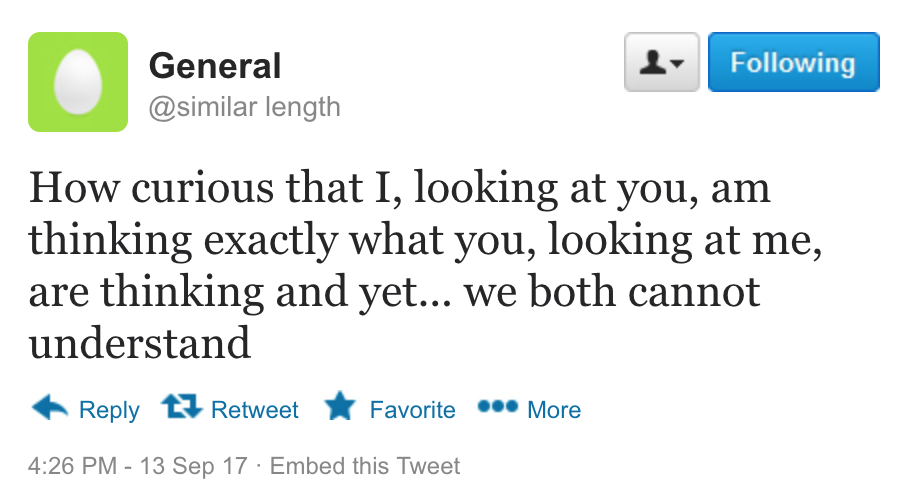 General
@similar length
Following
How curious that I, looking at you, am
thinking exactly what you, looking at me,
are thinking and yet... we both cannot
understand
Reply Retweet Favorite More
4:26 PM - 13 Sep 17 · Embed this Tweet